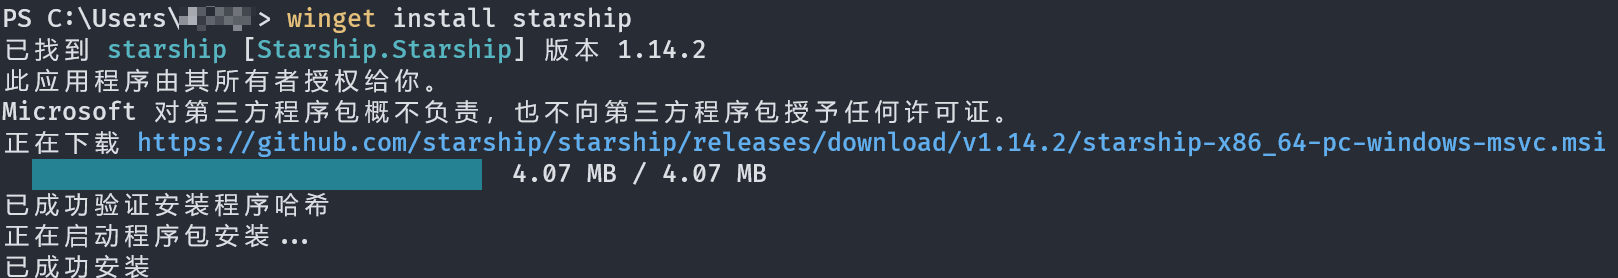 PS C:\Users\> winget install starship
已找到 starship [Starship.Starship] 版本 1.14.2
此应用程序由其所有者授权给你。
Microsoft 对第三方程序包概不负责，也不向第三方程序包授予任何许可证。
正在下载 https://github.com/starship/starship/releases/download/v1.14.2/starship-x86_64-pc-windows-msvc.msi
4.07 MB / 4.07 MB
已成功验证安装程序哈希
正在启动程序包安装...
已成功安装